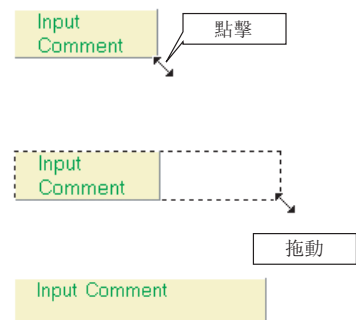 Input
Comment
點擊
Input
Comment
拖動
Input Comment